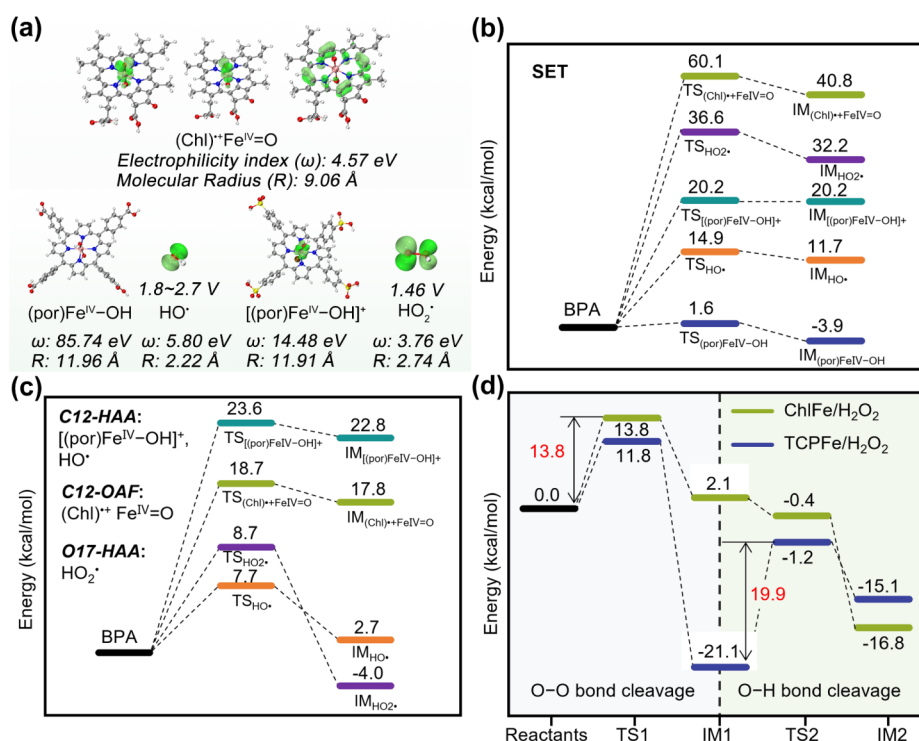 (a)
(Chl)•+FeIV=O
Electrophilicity index (ω): 4.57 eV
Molecular Radius (R): 9.06 Å
1.8~2.7 V
1.46 V
(por)FeIV−OH
HO•
[(por)FeIV−OH]+
HO2•
ω: 85.74 eV
ω: 5.80 eV
ω: 14.48 eV
ω: 3.76 eV
R: 11.96 Å
R: 2.22 Å
R: 11.91 Å
R: 2.74 Å
(b)
Energy (kcal/mol)
SET
BPA
60.1
TS(Chl)•+FeIV=O
40.8
IM(Chl)•+FeIV=O
36.6
TSHO2•
32.2
IMHO2•
20.2
TS[(por)FeIV−OH]+
20.2
IM[(por)FeIV−OH]+
14.9
TSHO•
11.7
IMHO•
1.6
TS(por)FeIV−OH
-3.9
IM(por)FeIV−OH
(c)
Energy (kcal/mol)
C12-HAA:
[(por)FeIV−OH]+,
HO•
C12-OAF:
(Chl)•+ FeIV=O
O17-HAA:
HO2•
BPA
23.6
TS[(por)FeIV−OH]+
22.8
IM[(por)FeIV−OH]+
18.7
TS(Chl)•+FeIV=O
17.8
IM(Chl)•+FeIV=O
8.7
TSHO2•
7.7
TSHO•
2.7
IMHO•
-4.0
IMHO2•
(d)
Energy (kcal/mol)
ChlFe/H2O2
TCPFe/H2O2
13.8
0.0
13.8
11.8
2.1
-0.4
-1.2
19.9
-21.1
-15.1
-16.8
O−O bond cleavage
O−H bond cleavage
Reactants
TS1
IM1
TS2
IM2